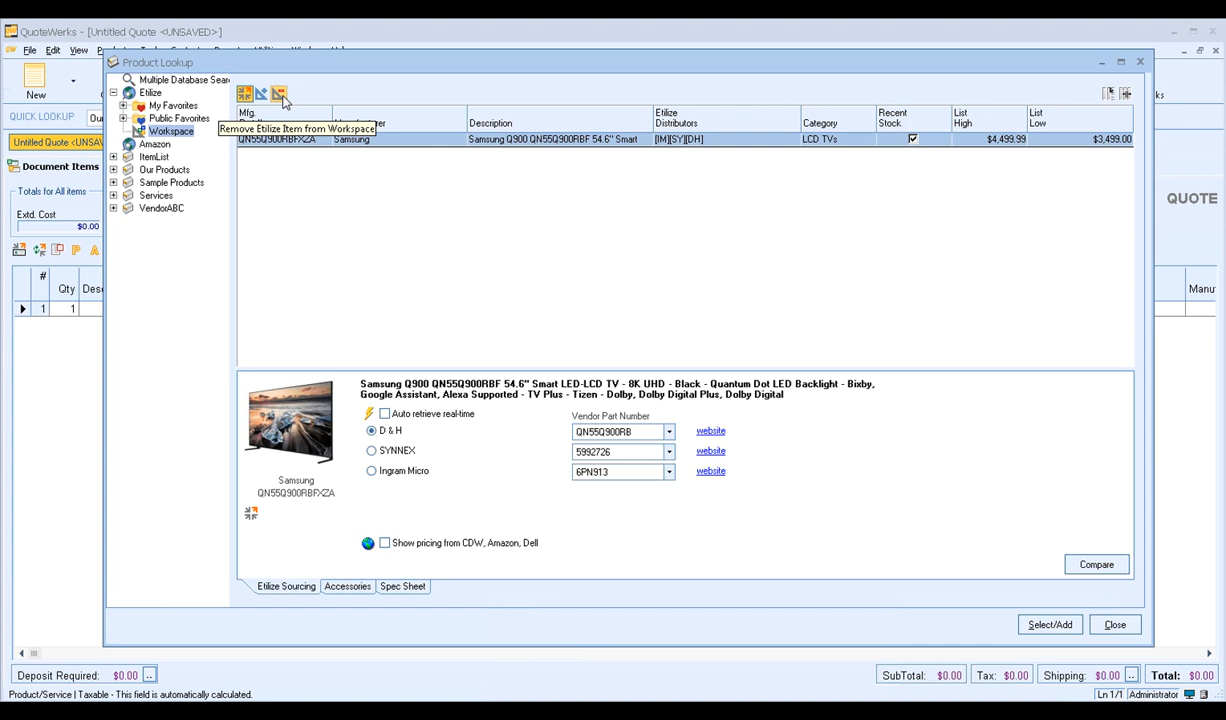 QuoteWerks - [Untitled Quote <UNSAVED>]
File Edit View
Product Lookup
New
QUICK LOOKUP
Untitled Quote <UNSAV
Document Items
Totals for All items
Extd. Cost
$0.00
P A
# Qty Desc
1 1
Multiple Database Sear
Etilize
My Favorites
Public Favorites
Workspace
Amazon
ItemList
Our Products
Sample Products
Services
VendorABC
Remove Etilize Item from Workspace
Mfg. Description Etilize Distributors Category Recent Stock List High List Low
QN55Q900RBFXZA Samsung Samsung Q900 QN55Q900RBF 54.6" Smart [IM][SY][DH] LCD TVs $4,499.99 $3,499.00
QUOTE
Manu
Samsung Q900 QN55Q900RBF 54.6" Smart LED-LCD TV - 8K UHD - Black - Quantum Dot LED Backlight - Bixby,
Google Assistant, Alexa Supported - TV Plus - Tizen - Dolby, Dolby Digital Plus, Dolby Digital
Auto retrieve real-time Vendor Part Number
D & H QN55Q900RB website
SYNNEX 5992726 website
Ingram Micro 6PN913 website
Samsung
QN55Q900RBFXZA
Show pricing from CDW, Amazon, Dell
Compare
Etilize Sourcing Accessories Spec Sheet
Select/Add Close
Deposit Required: $0.00 .. SubTotal: $0.00 Tax: $0.00 Shipping: $0.00 .. Total: $0.00
Product/Service | Taxable - This field is automatically calculated. Ln 1/1 Administrator